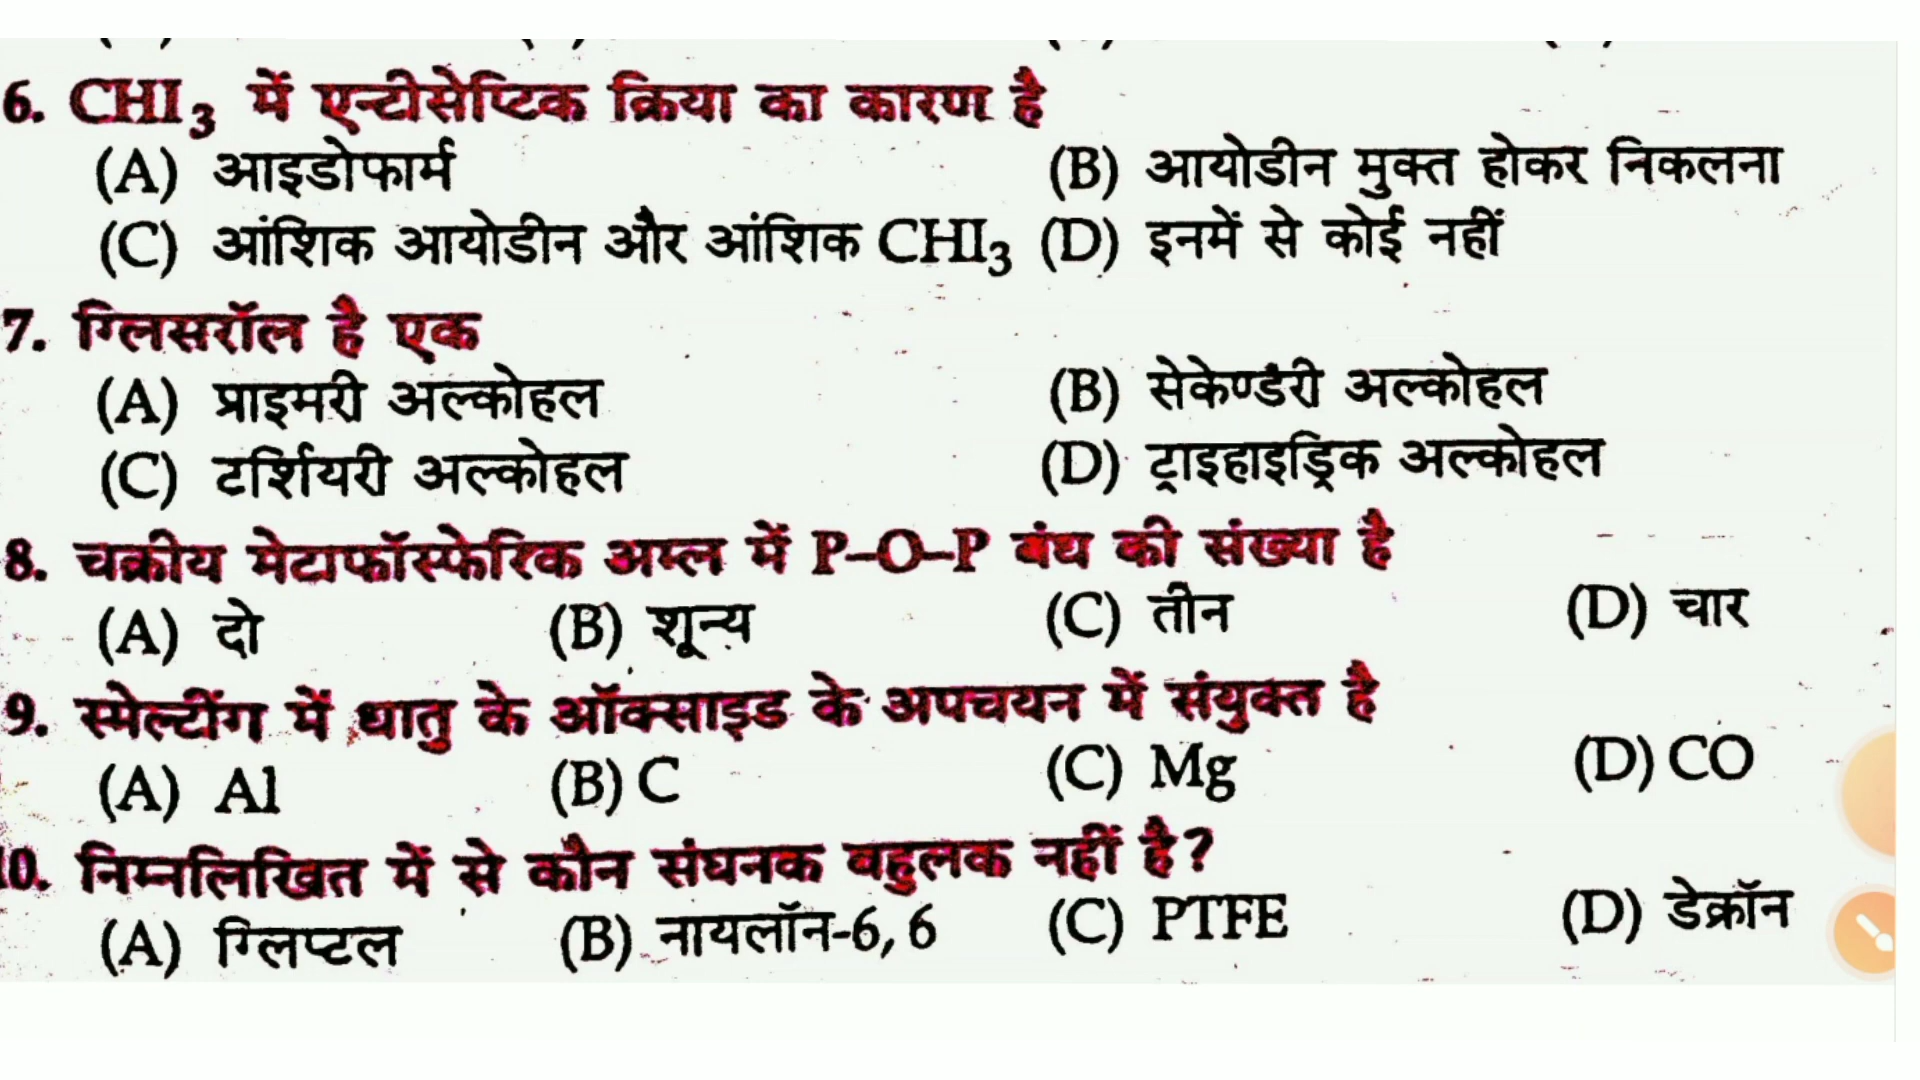 6. CHI₃ में एन्टीसेप्टिक क्रिया का कारण है
(A) आइडोफार्म (B) आयोडीन मुक्त होकर निकलना
(C) आंशिक आयोडीन और आंशिक CHI₃ (D) इनमें से कोई नहीं
7. ग्लिसरॉल है एक
(A) प्राइमरी अल्कोहल (B) सेकेण्डरी अल्कोहल
(C) टर्शियरी अल्कोहल (D) ट्राइहाइड्रिक अल्कोहल
8. चक्रीय मेटाफॉस्फेरिक अम्ल में P–O–P बंध की संख्या है
(A) दो (B) शून्य (C) तीन (D) चार
9. स्मेल्टींग में धातु के ऑक्साइड के अपचयन में संयुक्त है
(A) Al (B) C (C) Mg (D) CO
10. निम्नलिखित में से कौन संघनक बहुलक नहीं है?
(A) ग्लिप्टल (B) नायलॉन-6, 6 (C) PTFE (D) डेक्रॉन